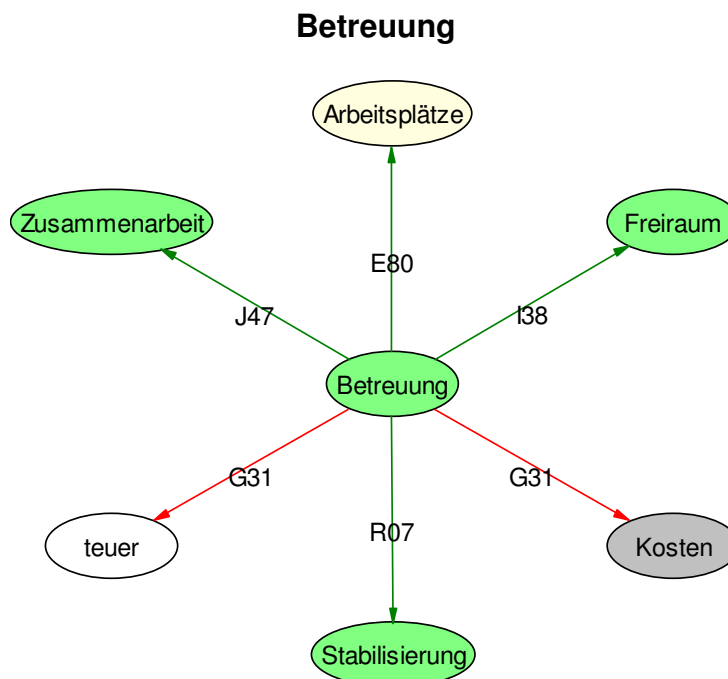 Betreuung
Arbeitsplätze
Zusammenarbeit
Freiraum
E80
J47
I38
Betreuung
G31
G31
R07
teuer
Kosten
Stabilisierung